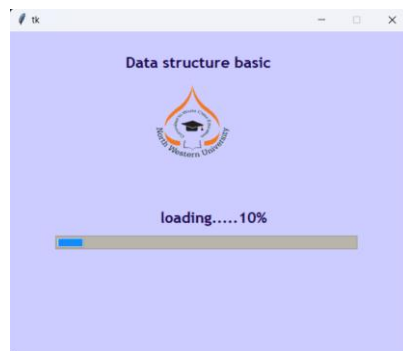 tk
Data structure basic
North Western University
loading.....10%